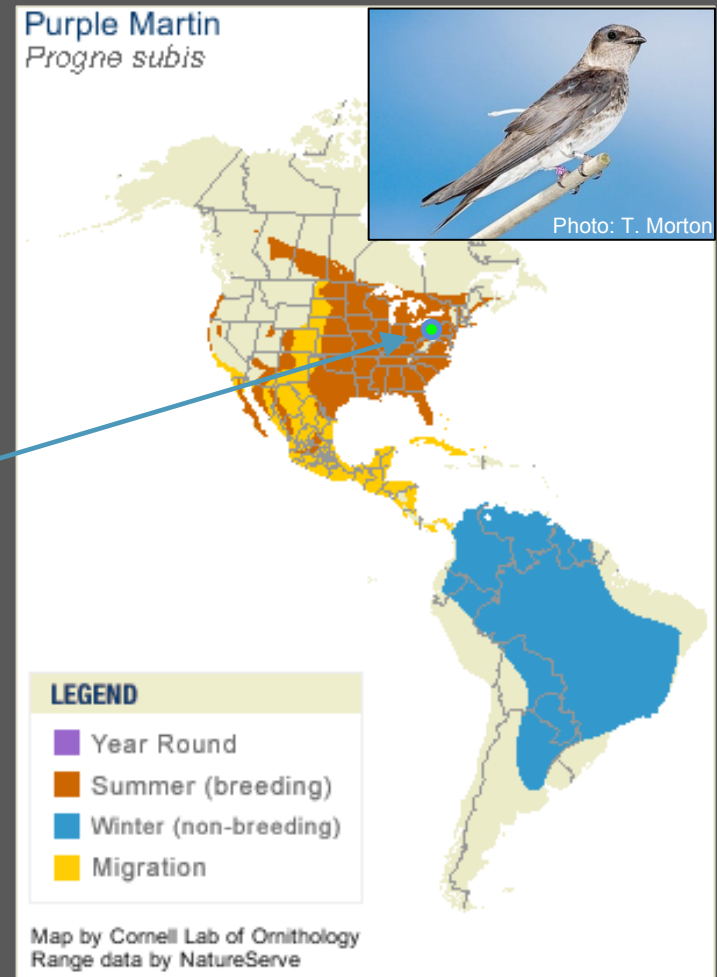 Purple Martin
Progne subis
Photo: T. Morton
LEGEND
Year Round
Summer (breeding)
Winter (non-breeding)
Migration
Map by Cornell Lab of Ornithology
Range data by NatureServe